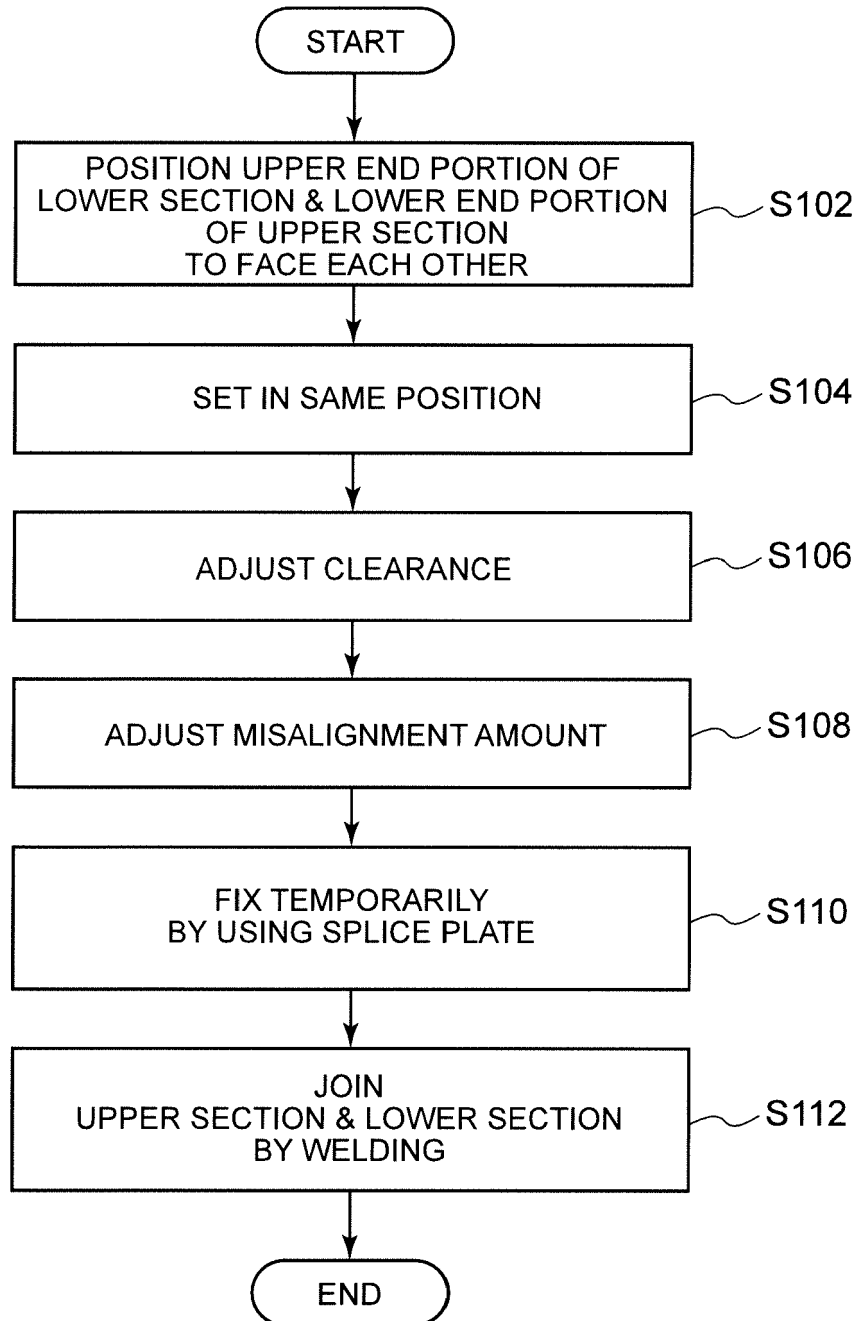 START
POSITION UPPER END PORTION OF
LOWER SECTION & LOWER END PORTION
OF UPPER SECTION
TO FACE EACH OTHER
S102
SET IN SAME POSITION
S104
ADJUST CLEARANCE
S106
ADJUST MISALIGNMENT AMOUNT
S108
FIX TEMPORARILY
BY USING SPLICE PLATE
S110
JOIN
UPPER SECTION & LOWER SECTION
BY WELDING
S112
END